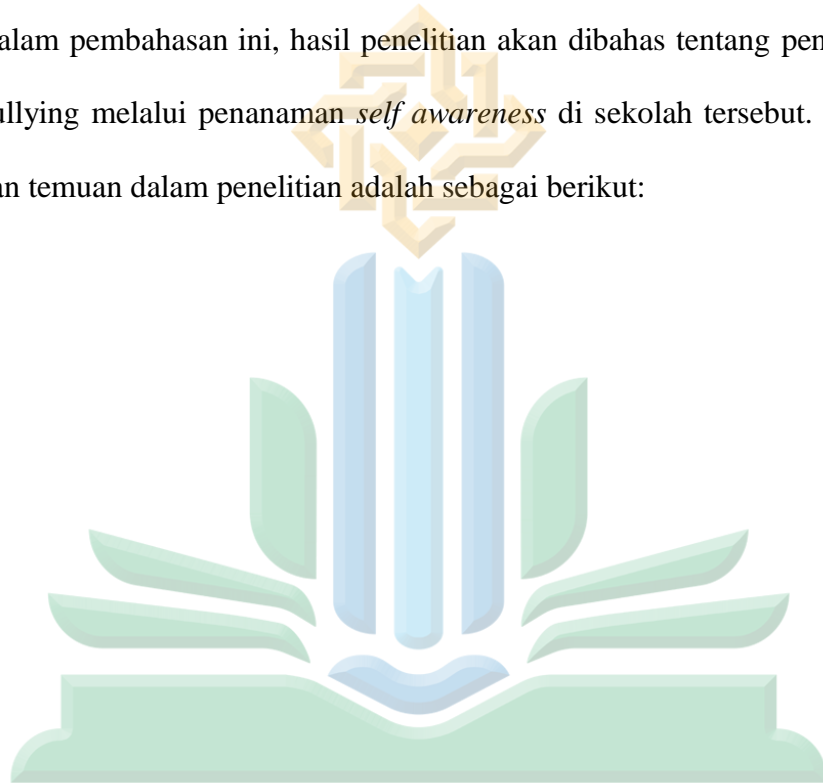 alam pembahasan ini, hasil penelitian akan dibahas tentang pen
ullying melalui penanaman self awareness di sekolah tersebut.
an temuan dalam penelitian adalah sebagai berikut: